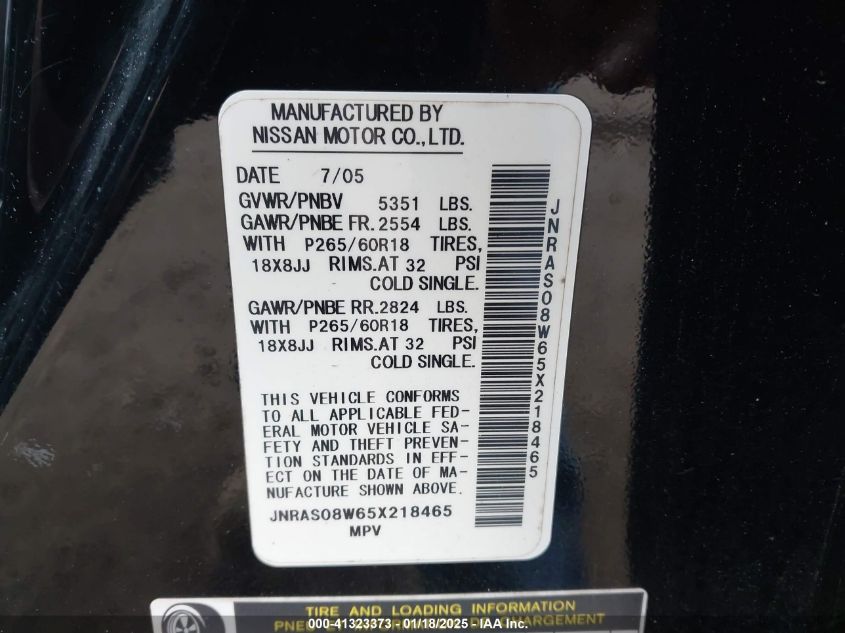 MANUFACTURED BY
NISSAN MOTOR CO.,LTD.
DATE 7/05
GVWR/PNBV 5351 LBS.
GAWR/PNBE FR.2554 LBS.
WITH P265/60R18 TIRES,
18X8JJ RIMS.AT 32 PSI
COLD SINGLE.
GAWR/PNBE RR.2824 LBS.
WITH P265/60R18 TIRES,
18X8JJ RIMS.AT 32 PSI
COLD SINGLE.
THIS VEHICLE CONFORMS
TO ALL APPLICABLE FED-
ERAL MOTOR VEHICLE SA-
FETY AND THEFT PREVEN-
TION STANDARDS IN EFF-
ECT ON THE DATE OF MA-
NUFACTURE SHOWN ABOVE.
JNRAS08W65X218465
MPV
JNRAS08W65X218465
TIRE AND LOADING INFORMATION
PNEUS ET CHARGEMENT
000-41323373 - 01/18/2025 - IAA Inc.